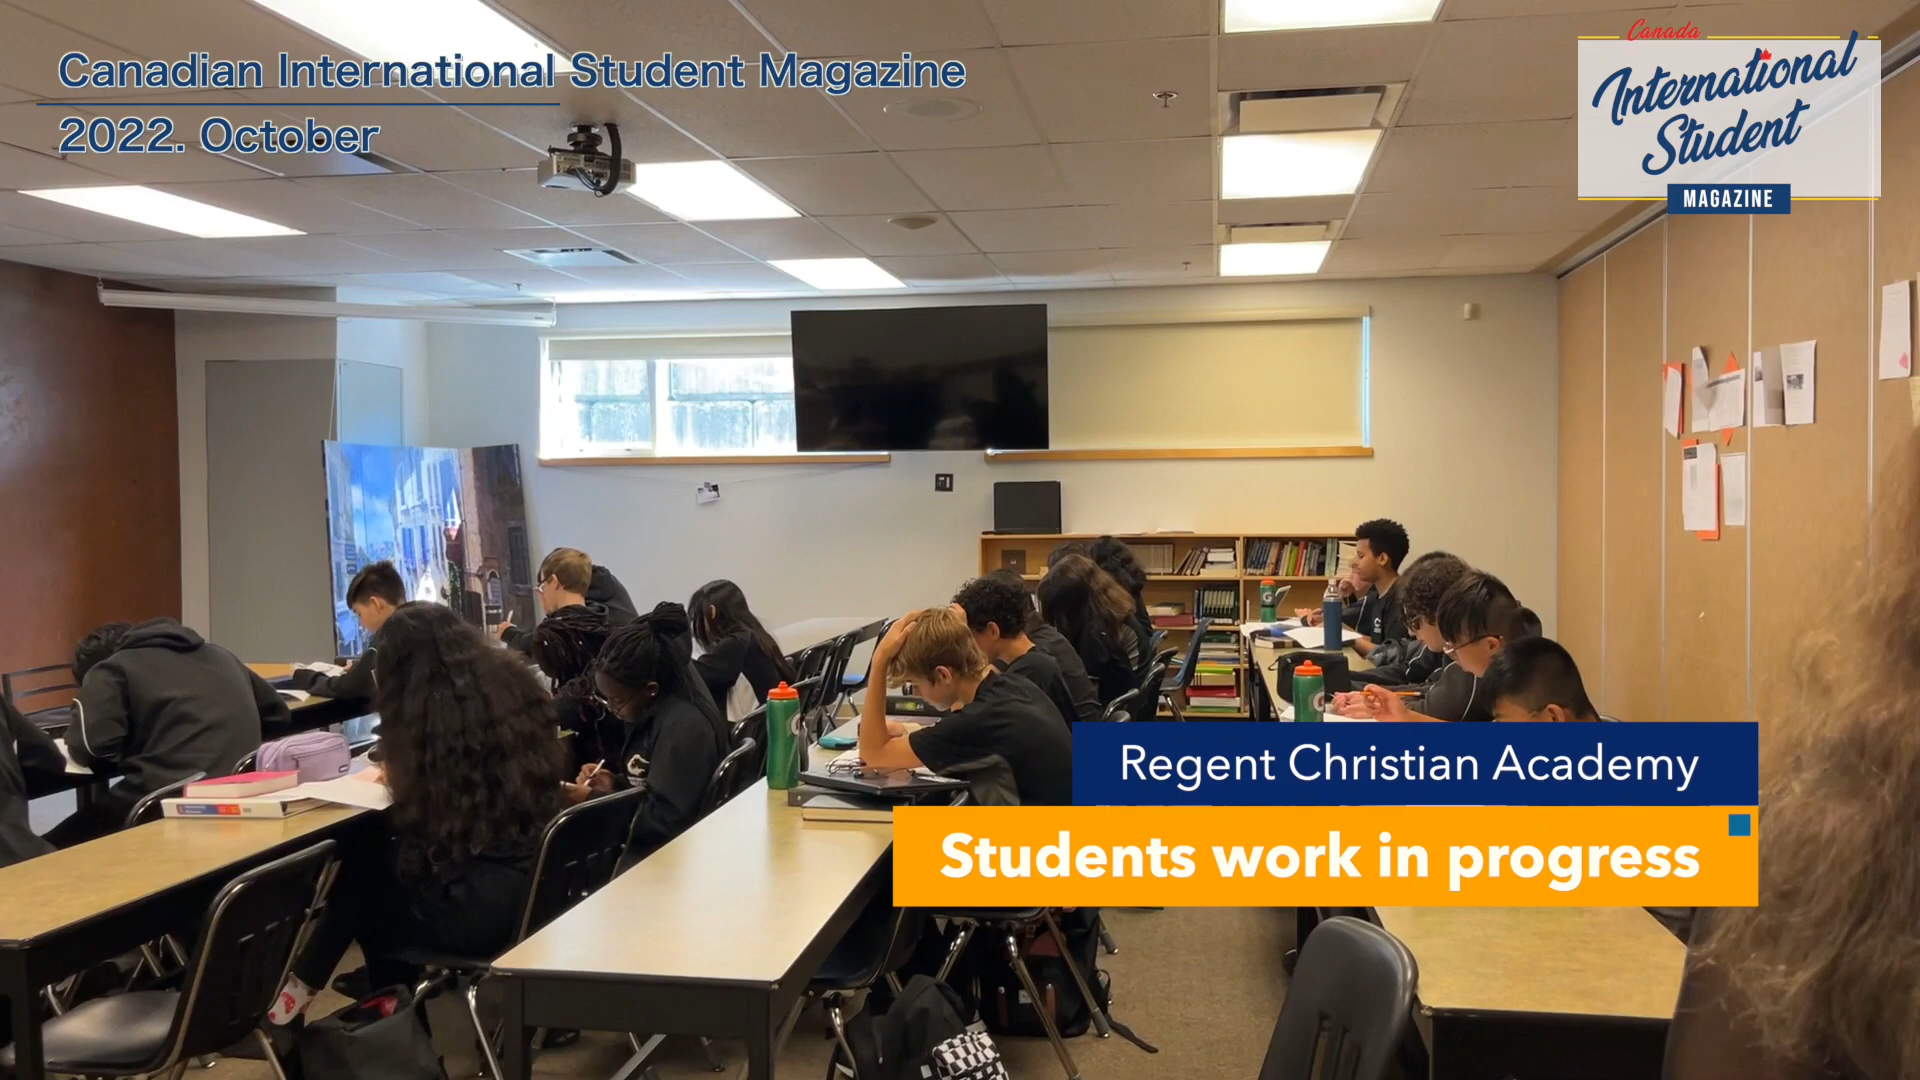 Canadian International Student Magazine
2022. October
Canada
International
Student
MAGAZINE
G
G
Regent Christian Academy
Students work in progress